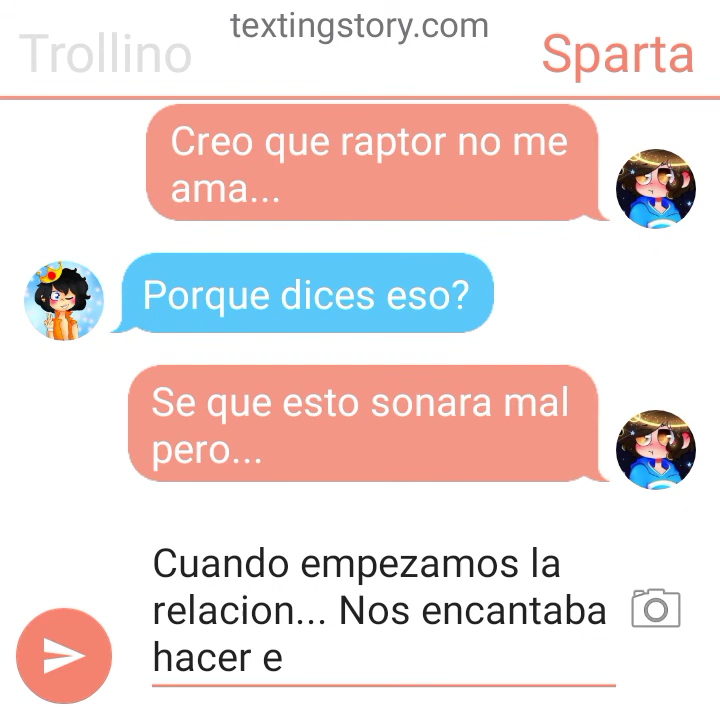 textingstory.com
Trollino
Sparta
Creo que raptor no me
ama...
Porque dices eso?
Se que esto sonara mal
pero...
Cuando empezamos la
relacion... Nos encantaba
hacer e